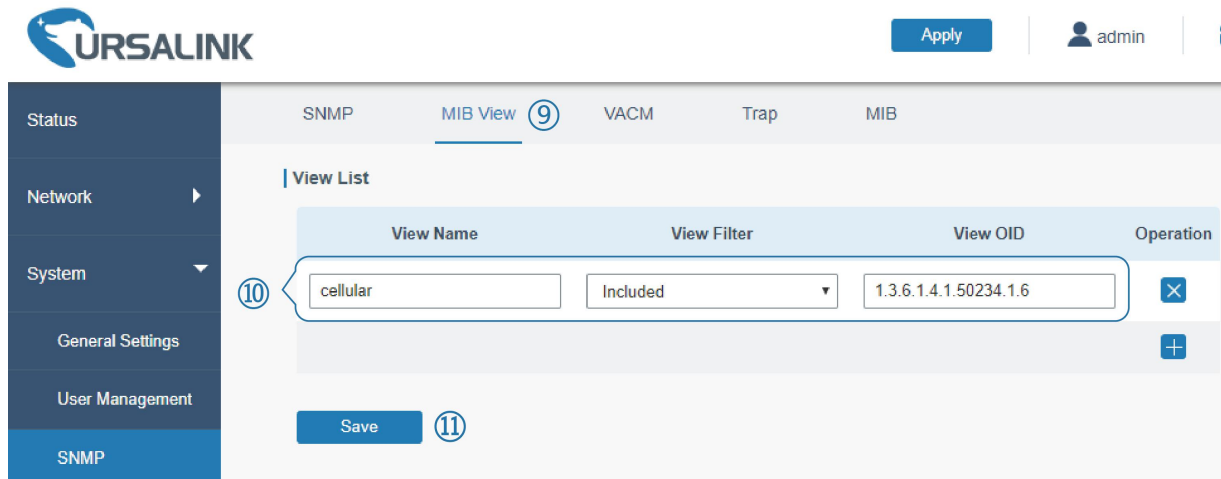 URSALINK
Apply
admin
Status
SNMP
MIB View ⑨
VACM
Trap
MIB
View List
Network
View Name
View Filter
View OID
Operation
System
⑩
cellular
Included
1.3.6.1.4.1.50234.1.6
General Settings
User Management
Save ⑪
SNMP